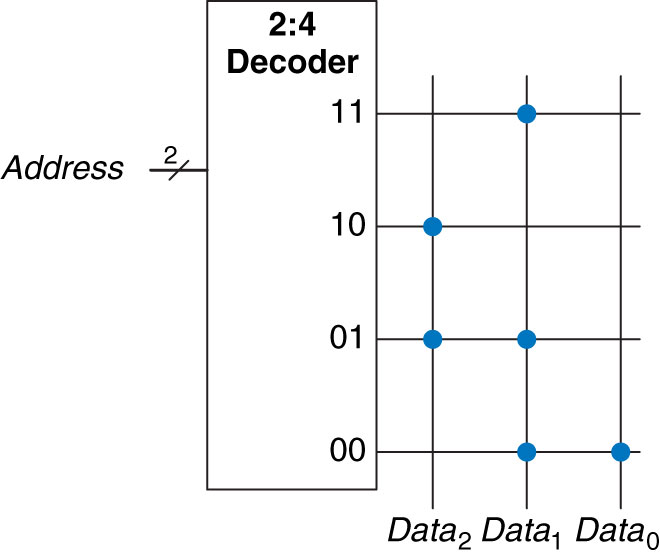 2:4
Decoder
11
Address 2
10
01
00
Data2 Data1 Data0